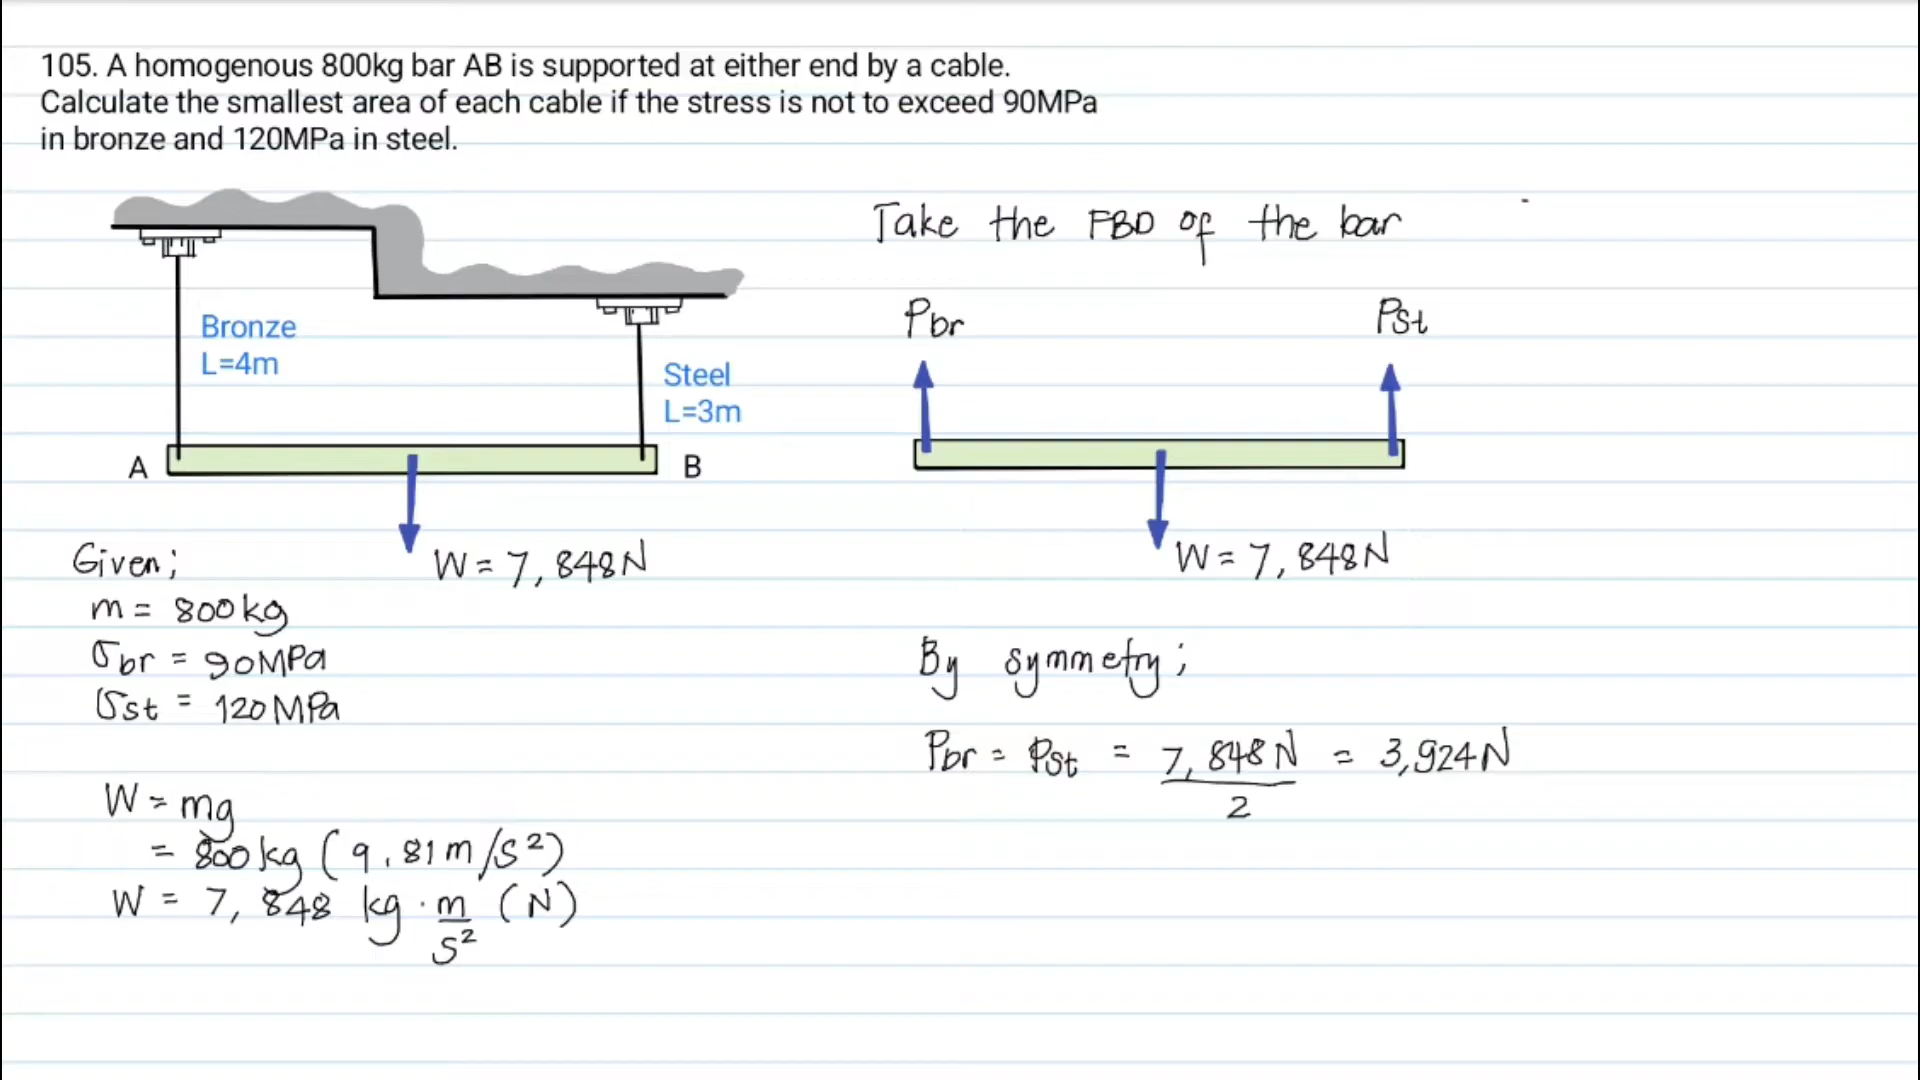 105. A homogenous 800kg bar AB is supported at either end by a cable.
Calculate the smallest area of each cable if the stress is not to exceed 90MPa
in bronze and 120MPa in steel.
Bronze
L=4m
Steel
L=3m
A
B
W = 7,848N
Given;
m = 800kg
σbr = 90MPa
σst = 120MPa
W = mg
= 800kg (9.81m/s²)
W = 7,848 kg·m/s² (N)
Take the FBD of the bar
Pbr
Pst
W = 7,848N
By symmetry;
Pbr = Pst = 7,848N/2 = 3,924N